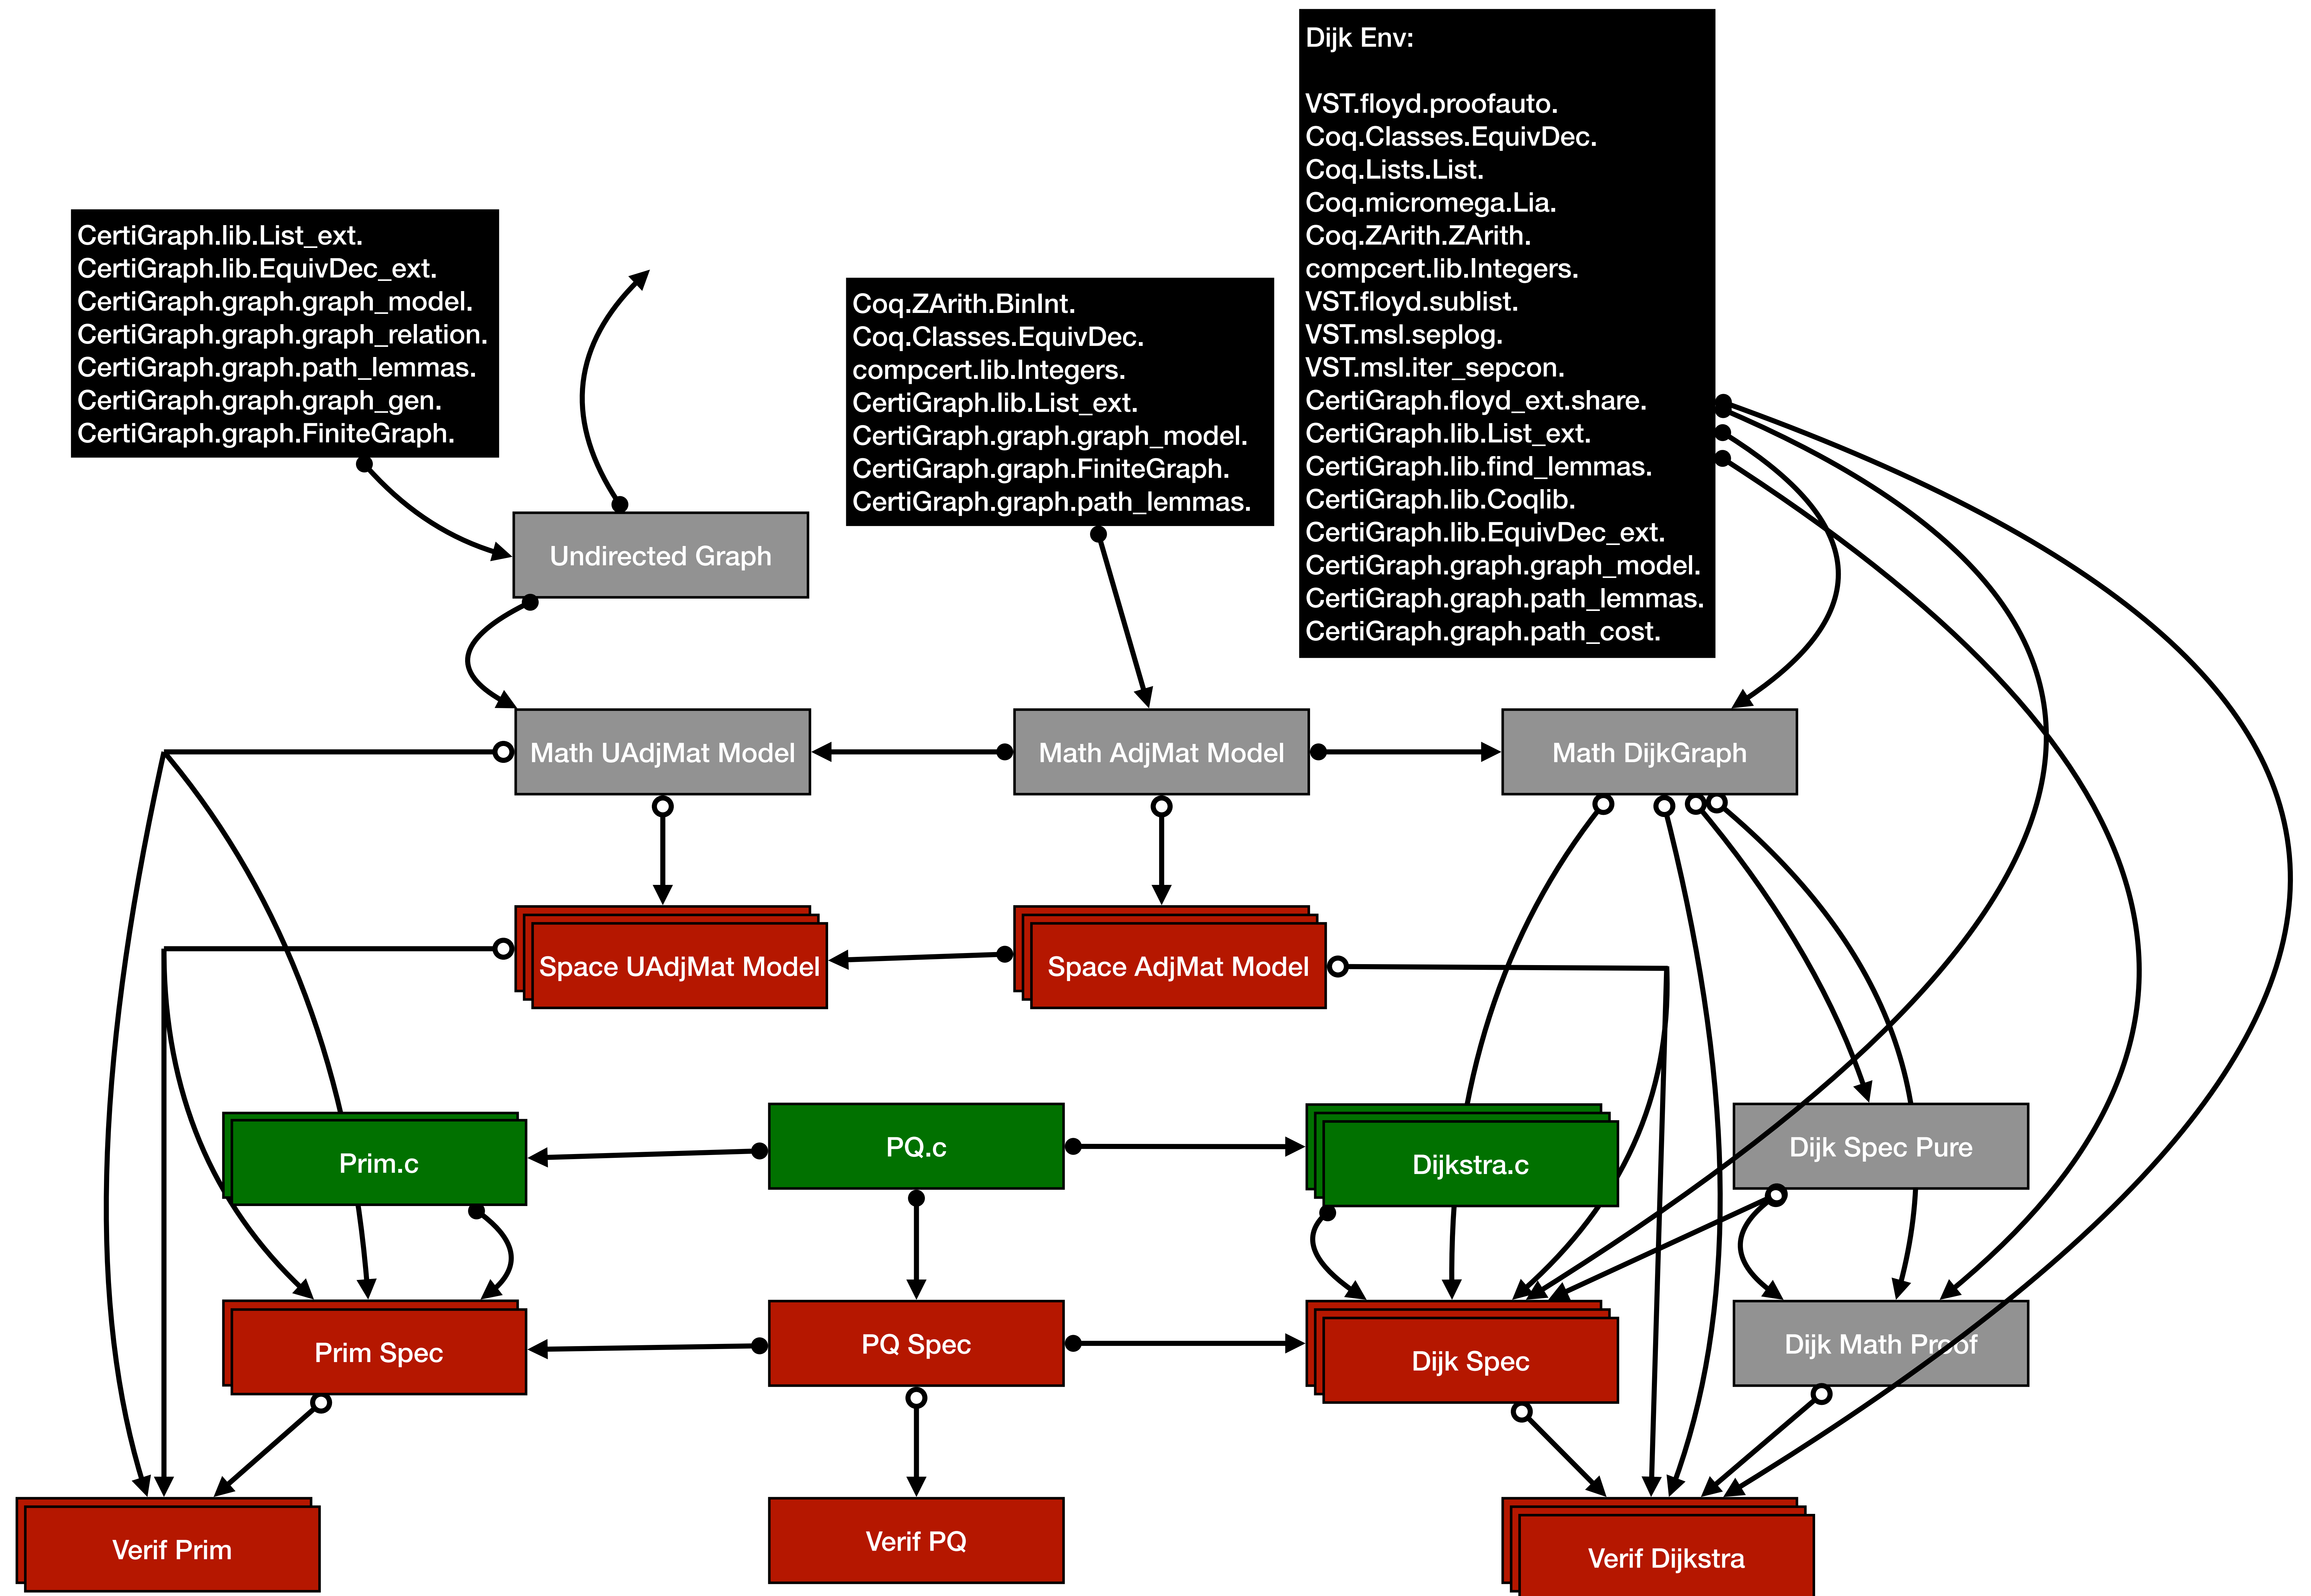 Dijk Env:
VST.floyd.proofauto.
Coq.Classes.EquivDec.
Coq.Lists.List.
Coq.micromega.Lia.
Coq.ZArith.ZArith.
compcert.lib.Integers.
VST.floyd.sublist.
VST.msl.seplog.
VST.msl.iter_sepcon.
CertiGraph.floyd_ext.share.
CertiGraph.lib.List_ext.
CertiGraph.lib.find_lemmas.
CertiGraph.lib.Coqlib.
CertiGraph.lib.EquivDec_ext.
CertiGraph.graph.graph_model.
CertiGraph.graph.path_lemmas.
CertiGraph.graph.path_cost.
CertiGraph.lib.List_ext.
CertiGraph.lib.EquivDec_ext.
CertiGraph.graph.graph_model.
CertiGraph.graph.graph_relation.
CertiGraph.graph.path_lemmas.
CertiGraph.graph.graph_gen.
CertiGraph.graph.FiniteGraph.
Coq.ZArith.BinInt.
Coq.Classes.EquivDec.
compcert.lib.Integers.
CertiGraph.lib.List_ext.
CertiGraph.graph.graph_model.
CertiGraph.graph.FiniteGraph.
CertiGraph.graph.path_lemmas.
Undirected Graph
Math UAdjMat Model
Math AdjMat Model
Math DijkGraph
Space UAdjMat Model
Space AdjMat Model
Prim.c
PQ.c
Dijkstra.c
Dijk Spec Pure
Prim Spec
PQ Spec
Dijk Spec
Dijk Math Proof
Verif Prim
Verif PQ
Verif Dijkstra